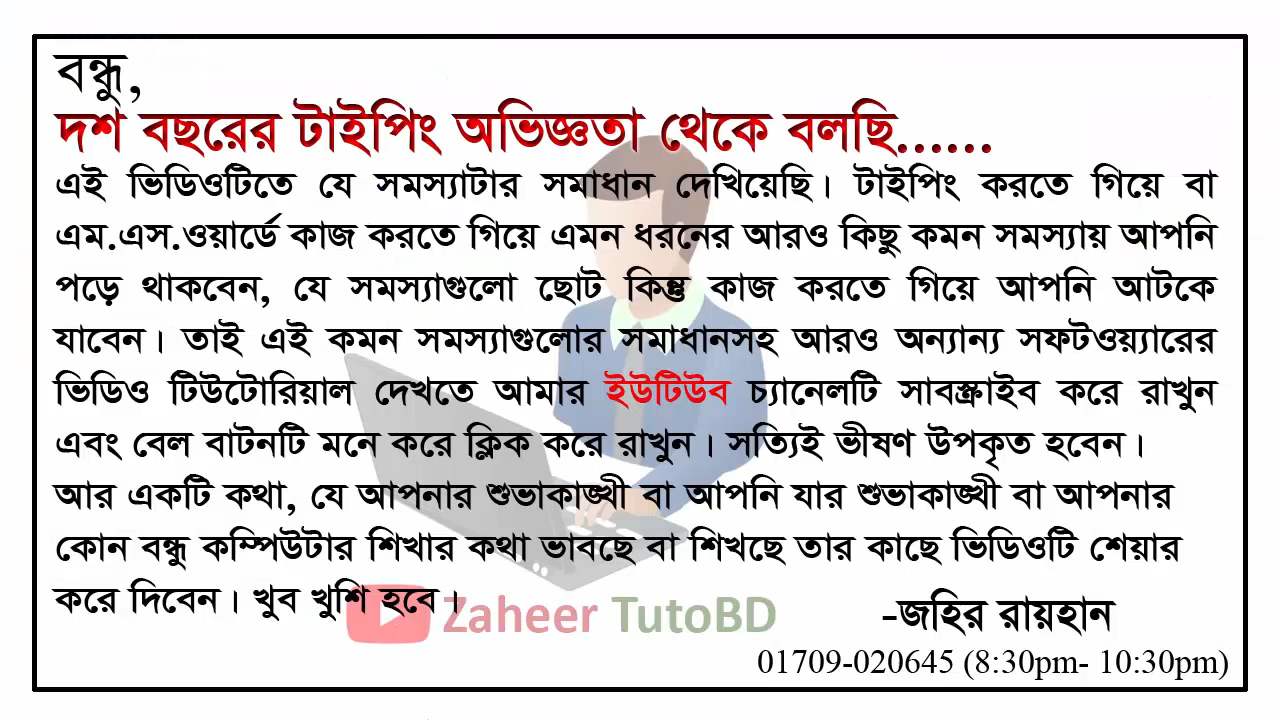 বন্ধু,
দশ বছরের টাইপিং অভিজ্ঞতা থেকে বলছি......
এই ভিডিওটিতে যে সমস্যাটার সমাধান দেখিয়েছি। টাইপিং করতে গিয়ে বা
এম.এস.ওয়ার্ডে কাজ করতে গিয়ে এমন ধরনের আরও কিছু কমন সমস্যায় আপনি
পড়ে থাকবেন, যে সমস্যাগুলো ছোট কিন্তু কাজ করতে গিয়ে আপনি আটকে
যাবেন। তাই এই কমন সমস্যাগুলোর সমাধানসহ আরও অন্যান্য সফটওয়্যারের
ভিডিও টিউটোরিয়াল দেখতে আমার ইউটিউব চ্যানেলটি সাবস্ক্রাইব করে রাখুন
এবং বেল বাটনটি মনে করে ক্লিক করে রাখুন। সত্যিই ভীষণ উপকৃত হবেন।
আর একটি কথা, যে আপনার শুভাকাঙ্খী বা আপনি যার শুভাকাঙ্খী বা আপনার
কোন বন্ধু কম্পিউটার শিখার কথা ভাবছে বা শিখছে তার কাছে ভিডিওটি শেয়ার
করে দিবেন। খুব খুশি হবে।
Zaheer TutoBD
-জহির রায়হান
01709-020645 (8:30pm- 10:30pm)